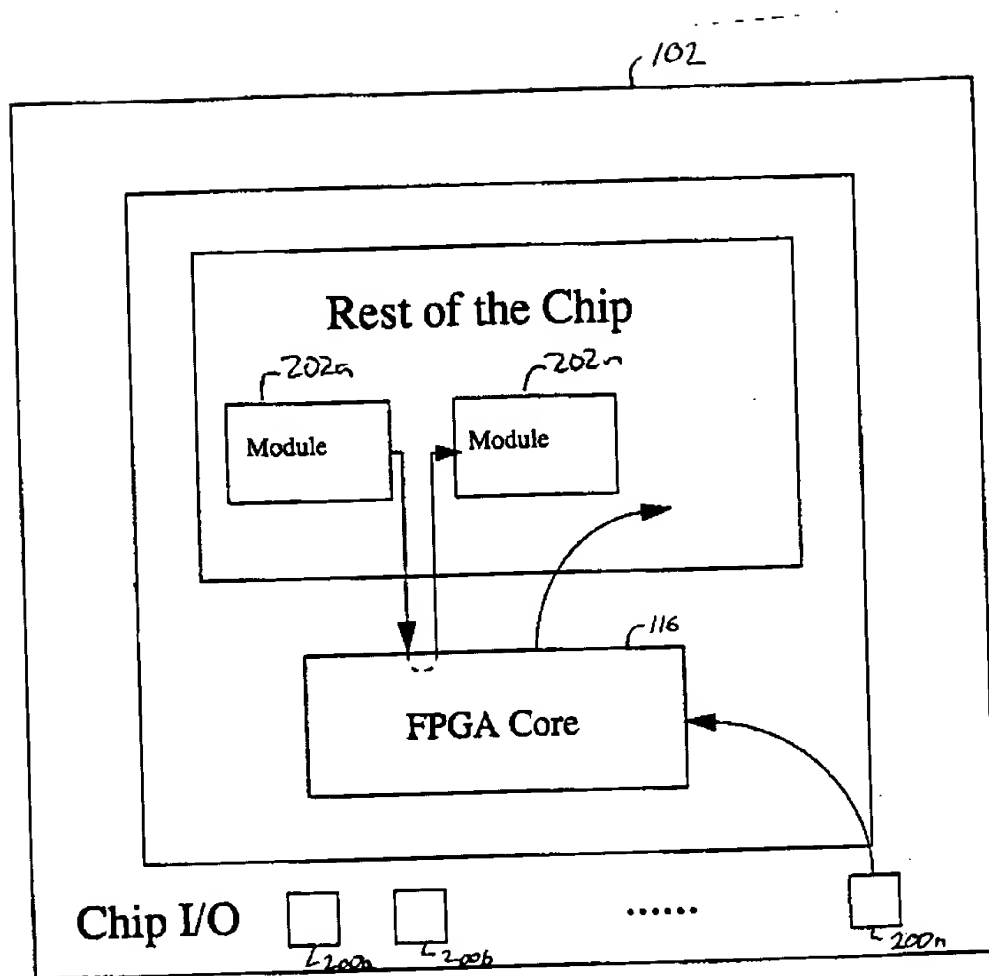 102
Rest of the Chip
202a
202n
Module
Module
116
FPGA Core
Chip I/O
......
200a
200b
200n